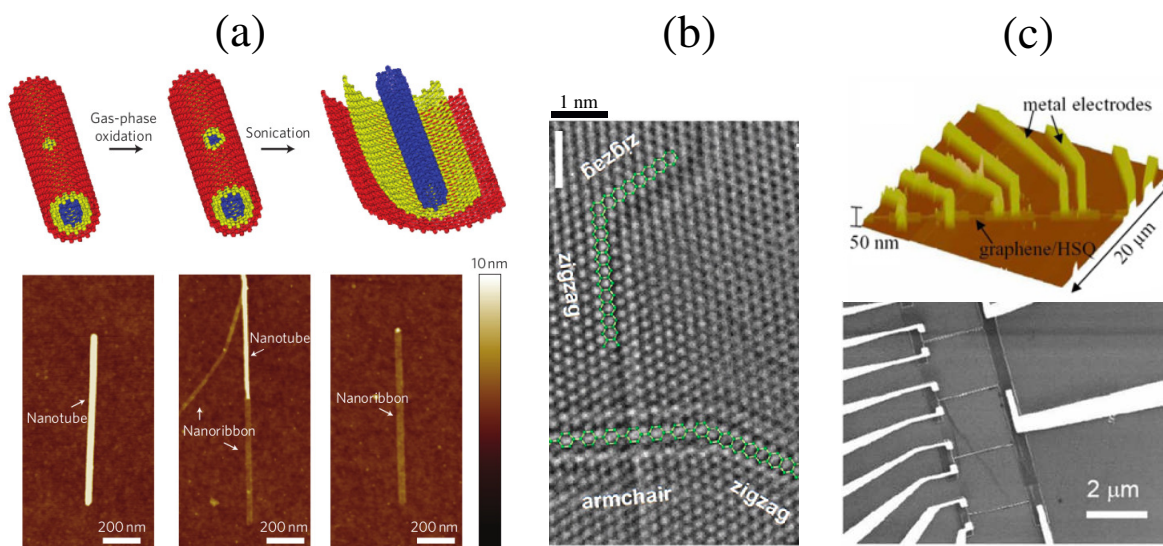 (a)
(b)
(c)
Gas-phase
oxidation
Sonication
10 nm
Nanotube
200 nm
Nanotube
Nanoribbon
200 nm
Nanoribbon
200 nm
1 nm
zigzag
zigzag
armchair
zigzag
metal electrodes
50 nm
graphene/HSQ
20 μm
2 μm